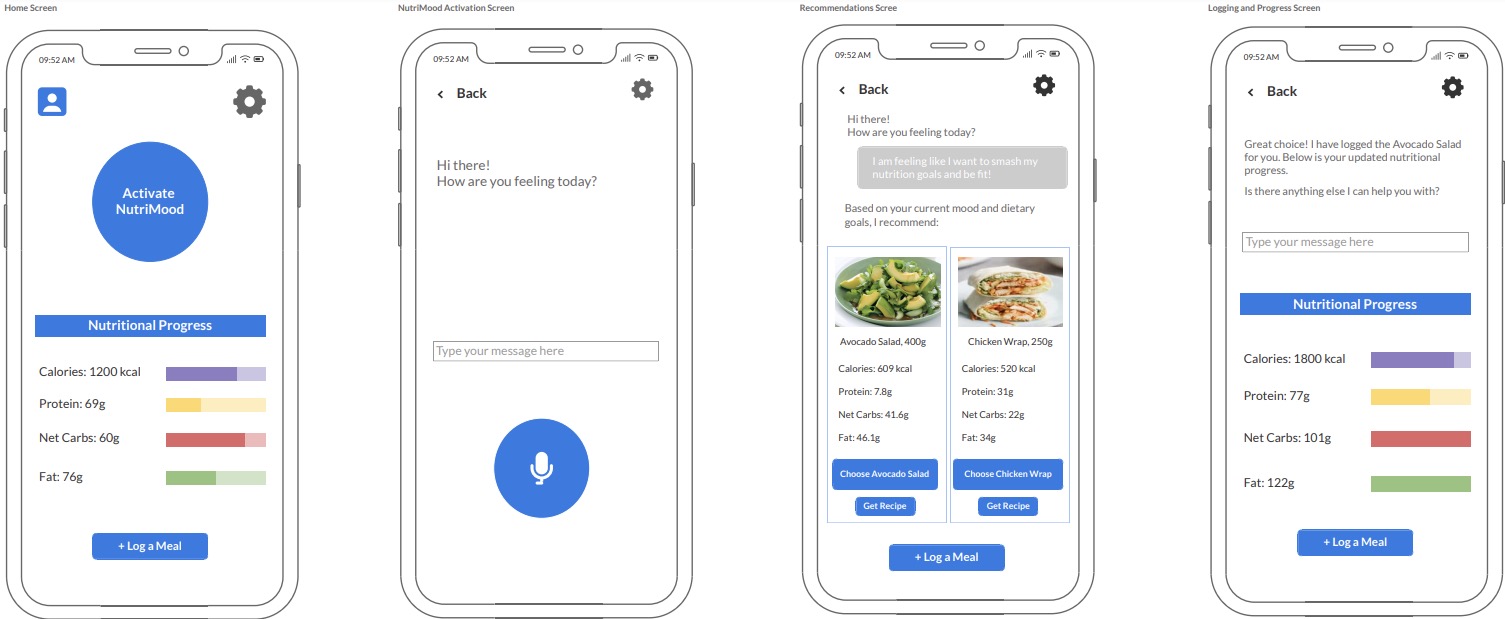 Home Screen
09:52 AM
Activate
NutriMood
Nutritional Progress
Calories: 1200 kcal
Protein: 69g
Net Carbs: 60g
Fat: 76g
+ Log a Meal
NutriMood Activation Screen
09:52 AM
Back
Hi there!
How are you feeling today?
Type your message here
Recommendations Scree
09:52 AM
Back
Hi there!
How are you feeling today?
I am feeling like I want to smash my
nutrition goals and be fit!
Based on your current mood and dietary
goals, I recommend:
Avocado Salad, 400g
Calories: 609 kcal
Protein: 7.8g
Net Carbs: 41.6g
Fat: 46.1g
Choose Avocado Salad
Get Recipe
Chicken Wrap, 250g
Calories: 520 kcal
Protein: 31g
Net Carbs: 22g
Fat: 34g
Choose Chicken Wrap
Get Recipe
+ Log a Meal
Logging and Progress Screen
09:52 AM
Back
Great choice! I have logged the Avocado Salad
for you. Below is your updated nutritional
progress.
Is there anything else I can help you with?
Type your message here
Nutritional Progress
Calories: 1800 kcal
Protein: 77g
Net Carbs: 101g
Fat: 122g
+ Log a Meal